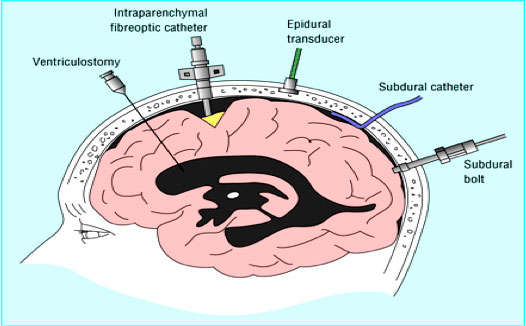 Intraparenchymal
fibreoptic catheter
Epidural
transducer
Ventriculostomy
Subdural catheter
Subdural
bolt